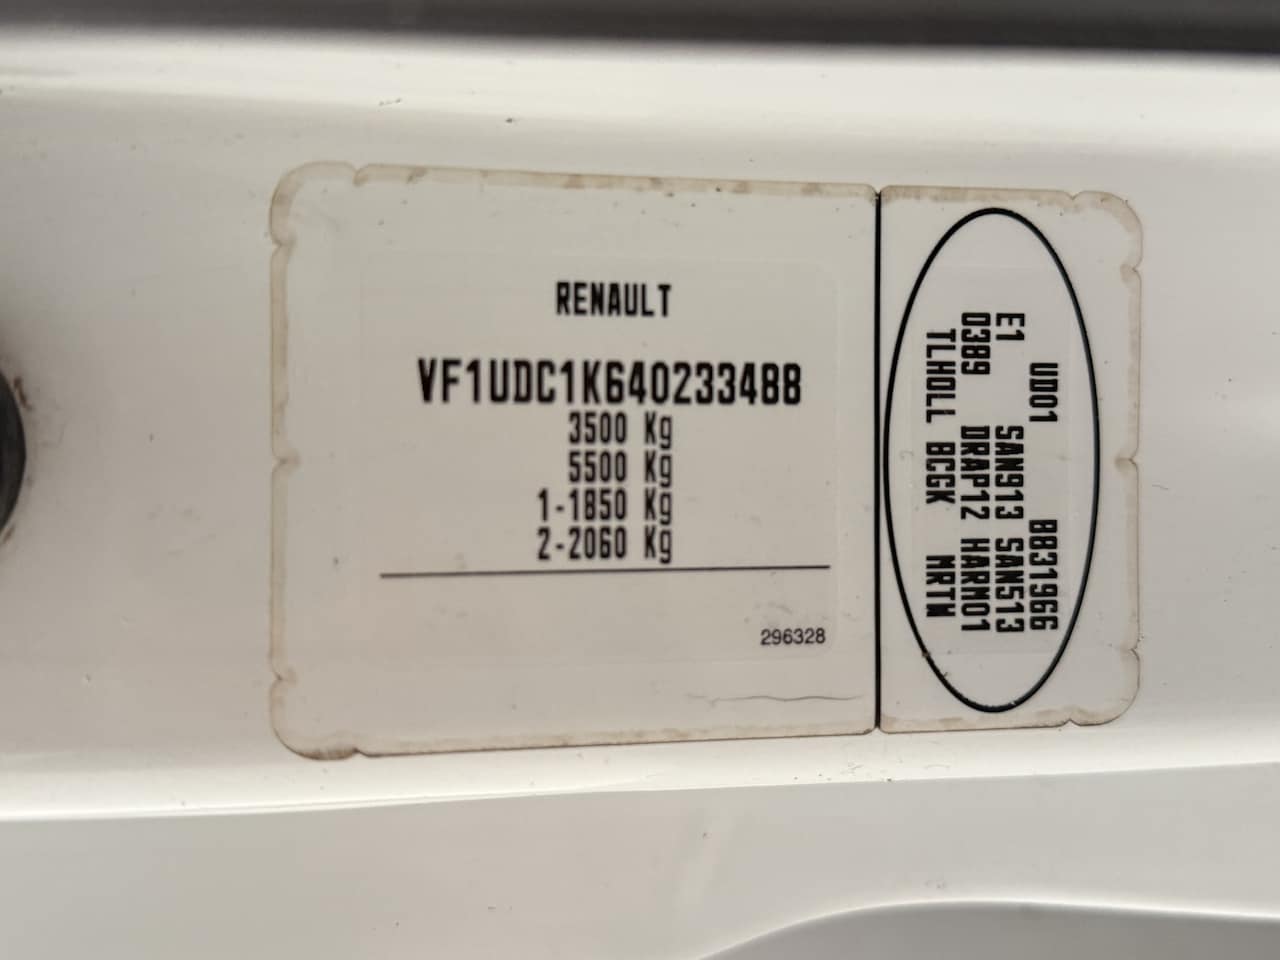 RENAULT
VF1UDC1K640233488
3500 Kg
5500 Kg
1-1850 Kg
2-2060 Kg
296328
UD01 B831966
E1 SAN913 SAN513
0389 DRAP12 HARM01
TLHOLL BCGK MRTW